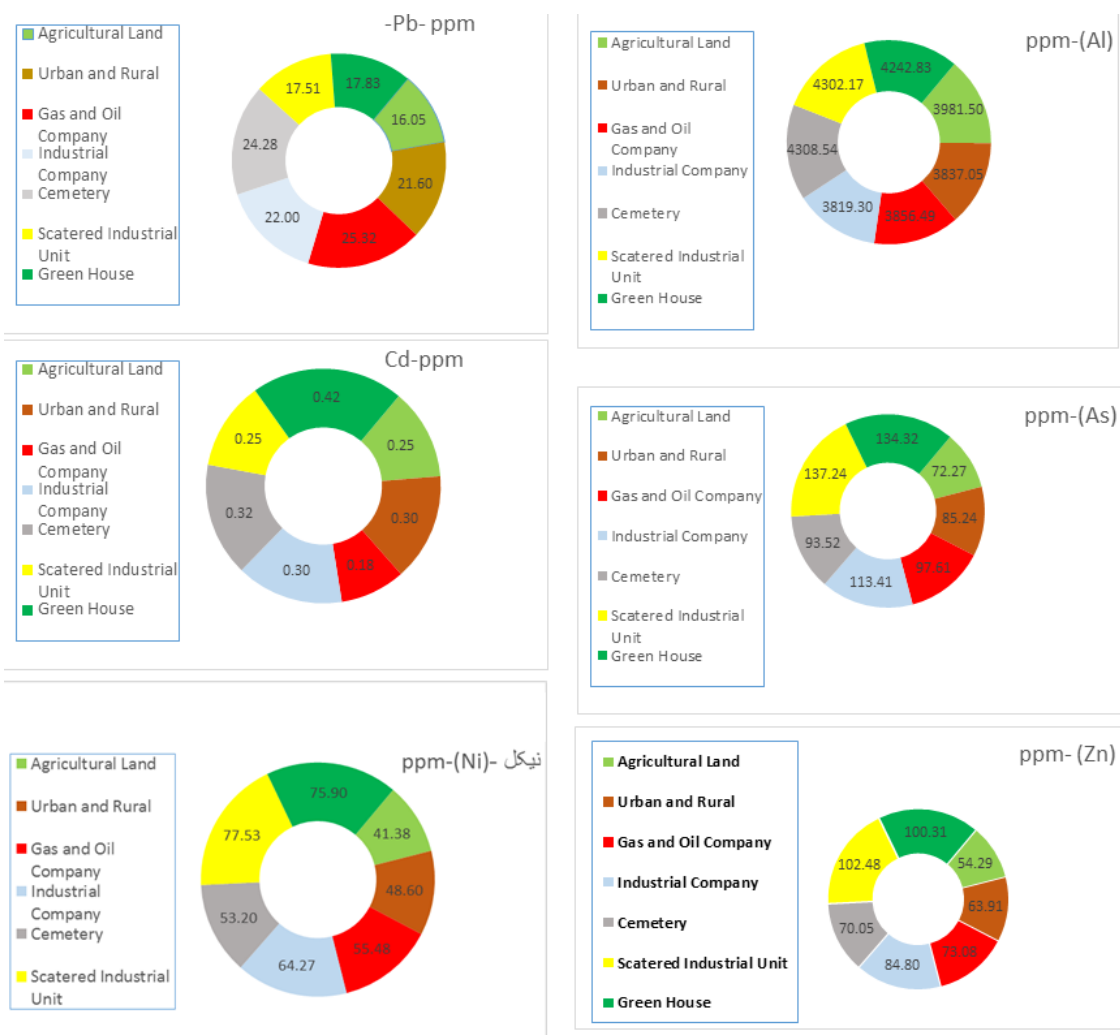 -Pb- ppm
Agricultural Land
Urban and Rural
Gas and Oil
Company
Industrial
Company
Cemetery
Scatered Industrial
Unit
Green House
17.83
16.05
21.60
25.32
22.00
24.28
17.51
ppm-(Al)
Agricultural Land
Urban and Rural
Gas and Oil
Company
Industrial Company
Cemetery
Scatered Industrial
Unit
Green House
4242.83
3981.50
3837.05
3856.49
3819.30
4308.54
4302.17
Cd-ppm
Agricultural Land
Urban and Rural
Gas and Oil
Company
Industrial
Company
Cemetery
Scatered Industrial
Unit
Green House
0.42
0.25
0.30
0.18
0.30
0.32
0.25
ppm-(As)
Agricultural Land
Urban and Rural
Gas and Oil Company
Industrial Company
Cemetery
Scatered Industrial
Unit
Green House
134.32
72.27
85.24
97.61
113.41
93.52
137.24
ppm-(Ni)- نیکل
Agricultural Land
Urban and Rural
Gas and Oil
Company
Industrial
Company
Cemetery
Scatered Industrial
Unit
75.90
41.38
48.60
55.48
64.27
53.20
77.53
ppm- (Zn)
Agricultural Land
Urban and Rural
Gas and Oil Company
Industrial Company
Cemetery
Scatered Industrial Unit
Green House
100.31
54.29
63.91
73.08
84.80
70.05
102.48